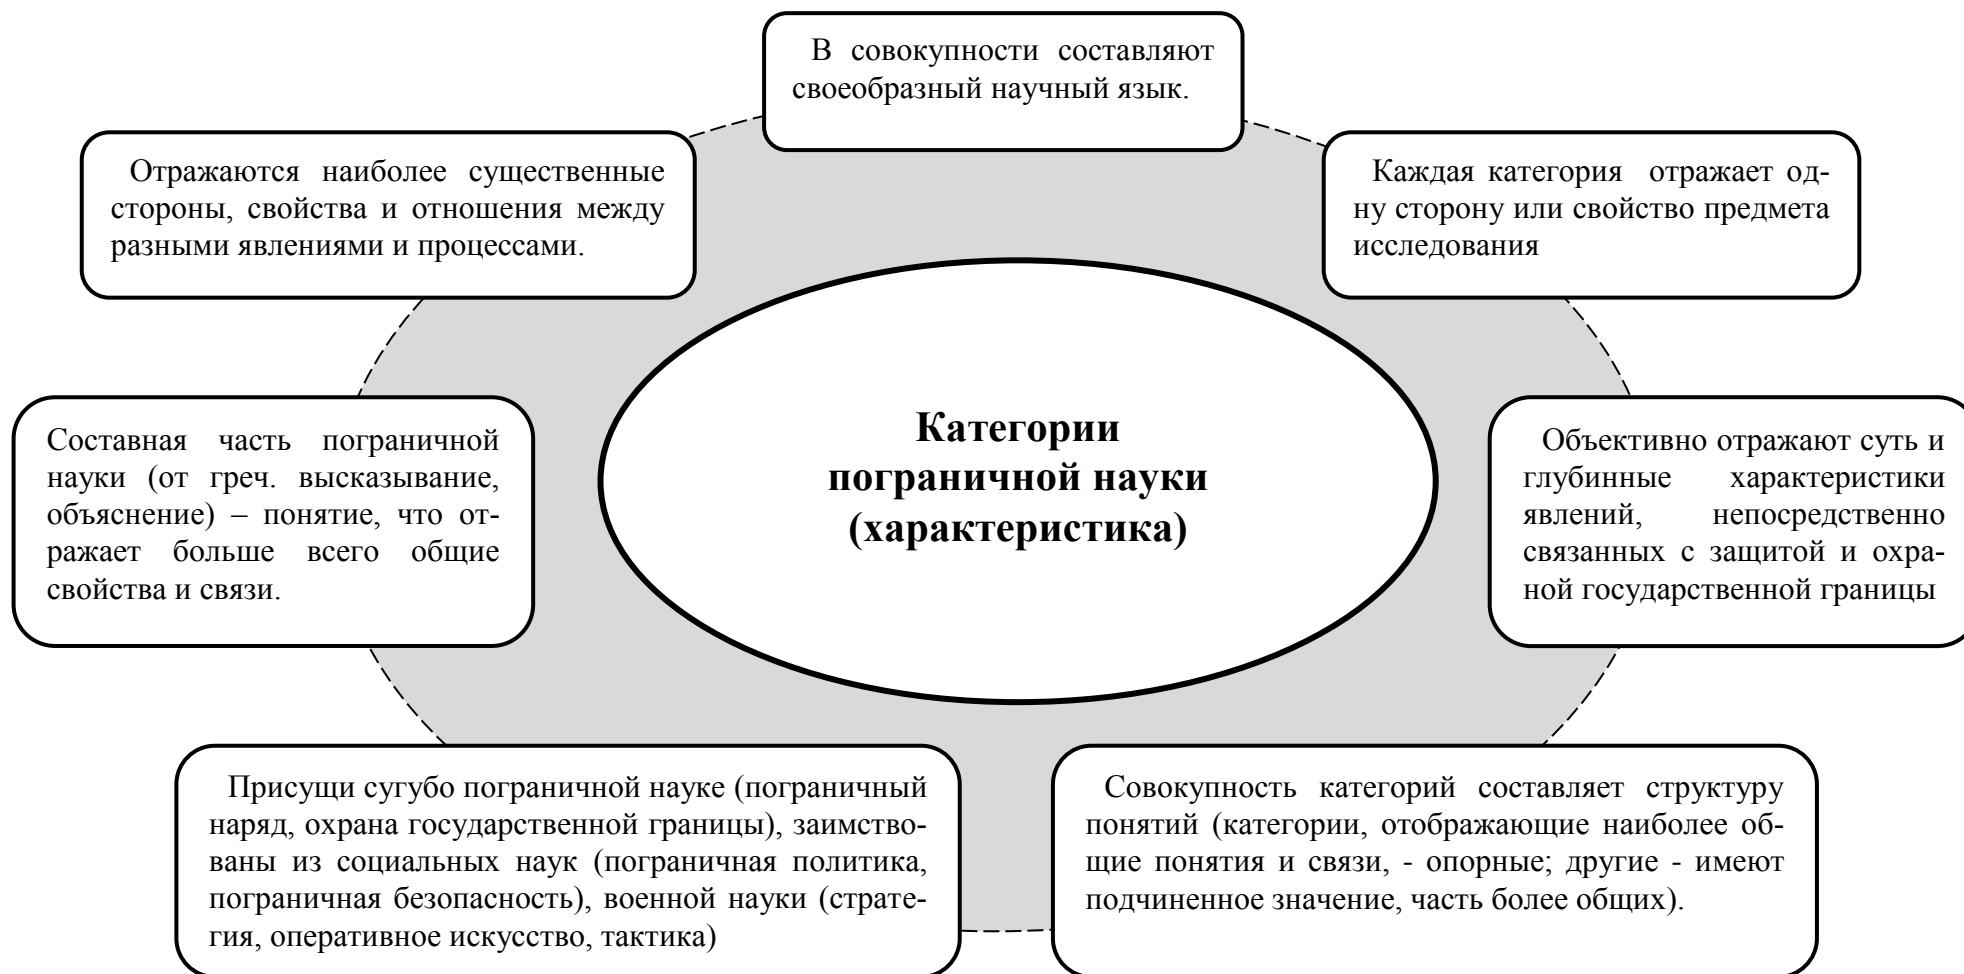 В совокупности составляют
своеобразный научный язык.
Отражаются наиболее существенные
стороны, свойства и отношения между
разными явлениями и процессами.
Каждая категория отражает од-
ну сторону или свойство предмета
исследования
Категории
пограничной науки
(характеристика)
Составная часть пограничной
науки (от греч. высказывание,
объяснение) – понятие, что от-
ражает больше всего общие
свойства и связи.
Объективно отражают суть и
глубинные характеристики
явлений, непосредственно
связанных с защитой и охра-
ной государственной границы
Присущи сугубо пограничной науке (пограничный
наряд, охрана государственной границы), заимство-
ваны из социальных наук (пограничная политика,
пограничная безопасность), военной науки (страте-
гия, оперативное искусство, тактика)
Совокупность категорий составляет структуру
понятий (категории, отображающие наиболее об-
щие понятия и связи, - опорные; другие - имеют
подчиненное значение, часть более общих).